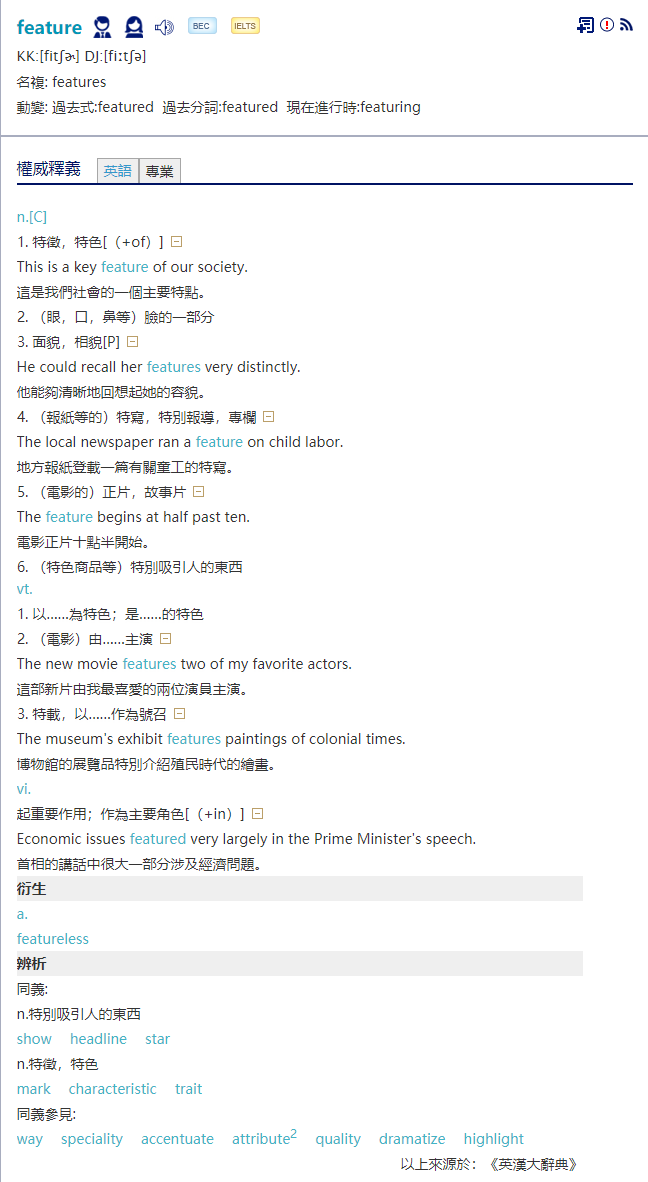 feature BEC IELTS
KK:[fitʃɚ] DJ:[fiːtʃə]
名複: features
動變: 過去式:featured 過去分詞:featured 現在進行時:featuring
權威釋義 英語 專業
n.[C]
1. 特徵，特色[（+of）]
This is a key feature of our society.
這是我們社會的一個主要特點。
2. （眼，口，鼻等）臉的一部分
3. 面貌，相貌[P]
He could recall her features very distinctly.
他能夠清晰地回想起她的容貌。
4. （報紙等的）特寫，特別報導，專欄
The local newspaper ran a feature on child labor.
地方報紙登載一篇有關童工的特寫。
5. （電影的）正片，故事片
The feature begins at half past ten.
電影正片十點半開始。
6. （特色商品等）特別吸引人的東西
vt.
1. 以......為特色；是......的特色
2. （電影）由......主演
The new movie features two of my favorite actors.
這部新片由我最喜愛的兩位演員主演。
3. 特載，以......作為號召
The museum's exhibit features paintings of colonial times.
博物館的展覽品特別介紹殖民時代的繪畫。
vi.
起重要作用；作為主要角色[（+in）]
Economic issues featured very largely in the Prime Minister's speech.
首相的講話中很大一部分涉及經濟問題。
衍生
a.
featureless
辨析
同義:
n.特別吸引人的東西
show headline star
n.特徵，特色
mark characteristic trait
同義參見:
way speciality accentuate attribute2 quality dramatize highlight
以上來源於：《英漢大辭典》